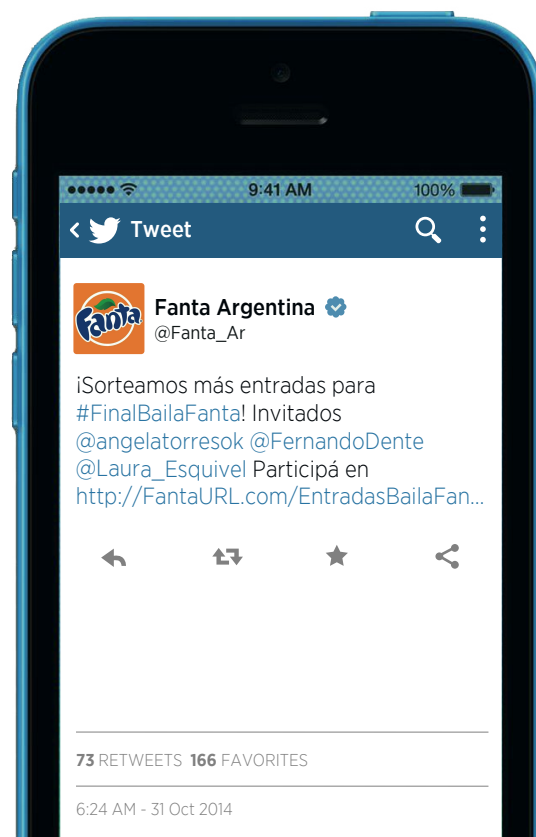 9:41 AM 100%
Tweet
Fanta
Fanta Argentina
@Fanta_Ar
¡Sorteamos más entradas para
#FinalBailaFanta! Invitados
@angelatorresok @FernandoDente
@Laura_Esquivel Participá en
http://FantaURL.com/EntradasBailaFan...
73 RETWEETS 166 FAVORITES
6:24 AM - 31 Oct 2014